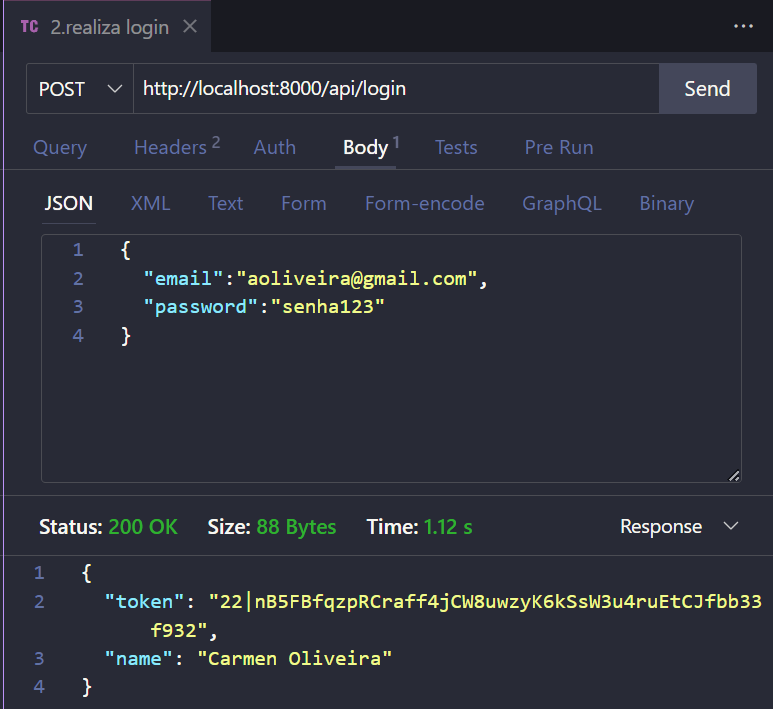 TC 2.realiza login
POST http://localhost:8000/api/login Send
Query Headers 2 Auth Body 1 Tests Pre Run
JSON XML Text Form Form-encode GraphQL Binary
1 {
2 "email":"aoliveira@gmail.com",
3 "password":"senha123"
4 }
Status: 200 OK Size: 88 Bytes Time: 1.12 s Response
1 {
2 "token": "22|nB5FBfqzpRCraff4jCW8uwzyK6kSsW3u4ruEtCJfbb33
f932",
3 "name": "Carmen Oliveira"
4 }